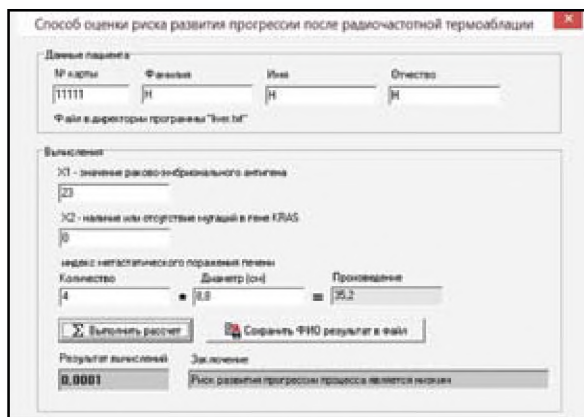 Способ оценки риска развития прогрессии после радиочастотной термоаблации
Данные пациента
№ карты Фамилия Имя Отчество
11111 Н Н Н
Файл в директории программы "liver.txt"
Вычисления
X1 - значение раково-эмбрионального антигена
23
X2 - наличие или отсутствие мутаций в гене KRAS
0
индекс метастатического поражения печени
Количество Диаметр (см) Произведение
4 * 8,8 = 35,2
Σ Выполнить рассчет Сохранить ФИО результат в файл
Результат вычислений Заключение
0,0001 Риск развития прогрессии процесса является низким